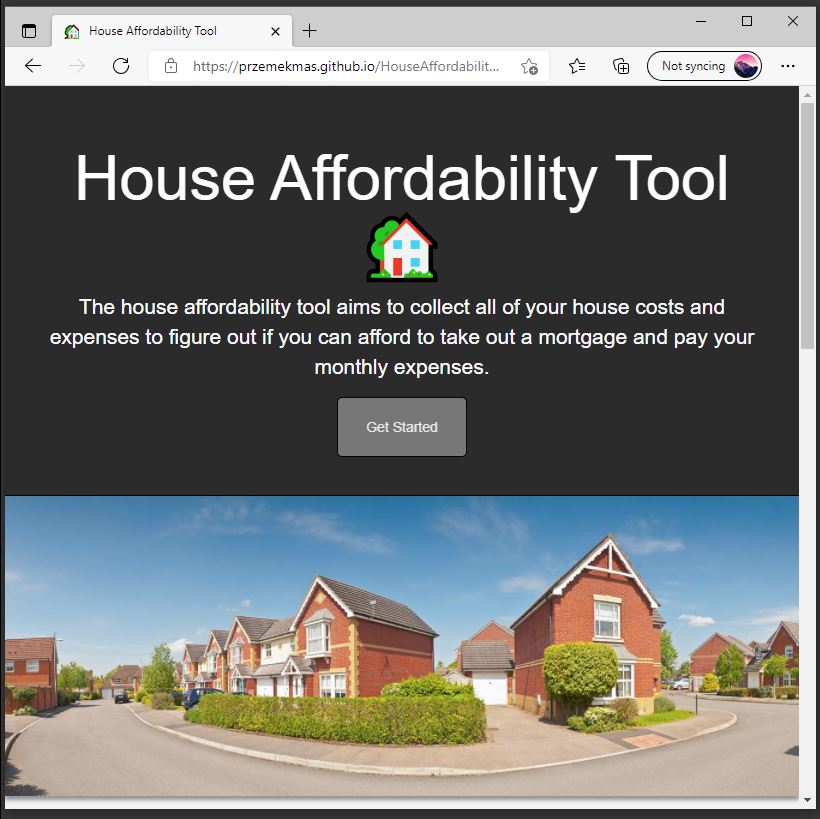 House Affordability Tool
https://przemekmas.github.io/HouseAffordabilit...
Not syncing
House Affordability Tool
The house affordability tool aims to collect all of your house costs and
expenses to figure out if you can afford to take out a mortgage and pay your
monthly expenses.
Get Started